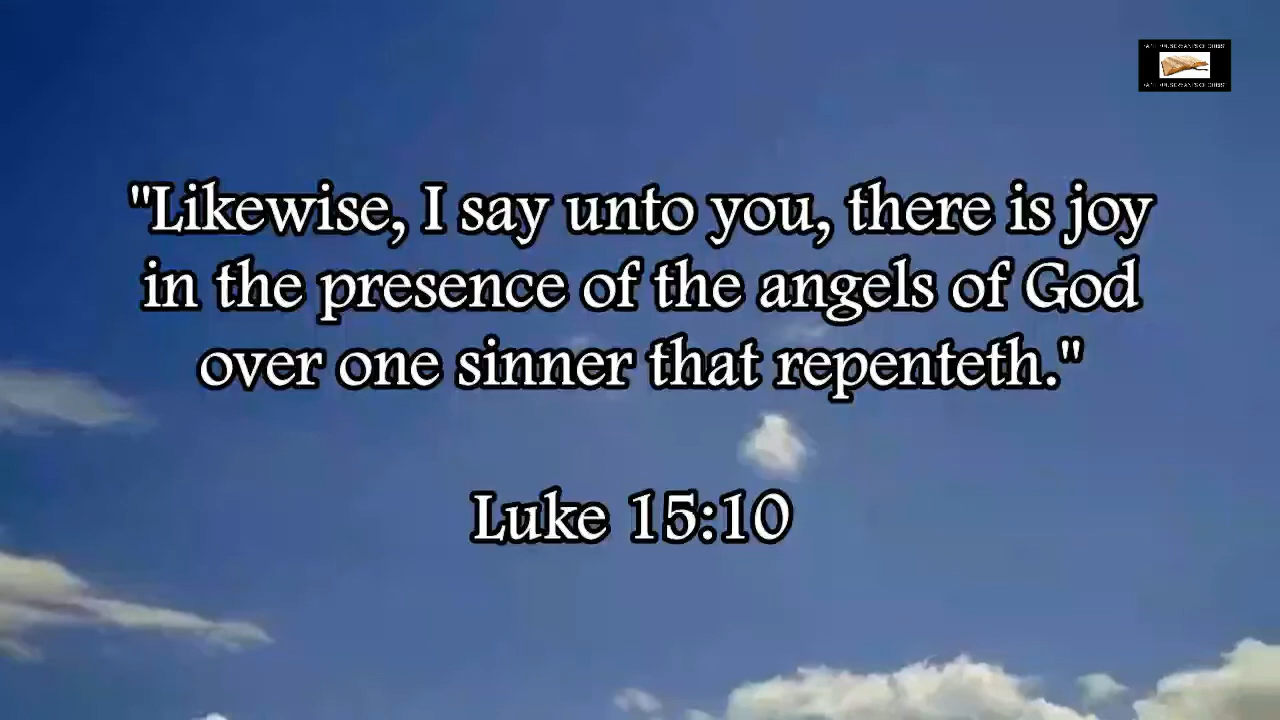 "Likewise, I say unto you, there is joy
in the presence of the angels of God
over one sinner that repenteth."
Luke 15:10